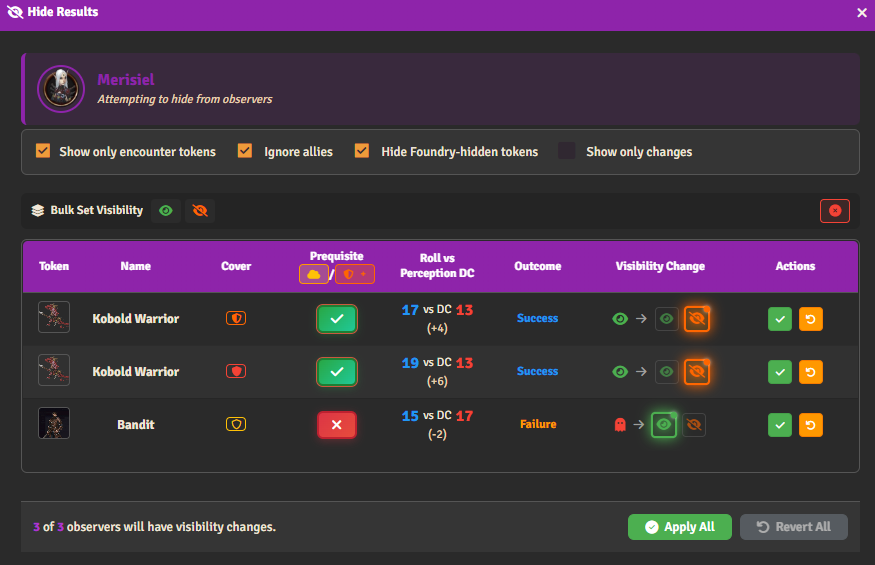 Hide Results
Merisiel
Attempting to hide from observers
Show only encounter tokens Ignore allies Hide Foundry-hidden tokens Show only changes
Bulk Set Visibility
Token Name Cover Prequisite / + Roll vs Perception DC Outcome Visibility Change Actions
Kobold Warrior 17 vs DC 13 Success
(+4)
Kobold Warrior 19 vs DC 13 Success
(+6)
Bandit 15 vs DC 17 Failure
(-2)
3 of 3 observers will have visibility changes. Apply All Revert All